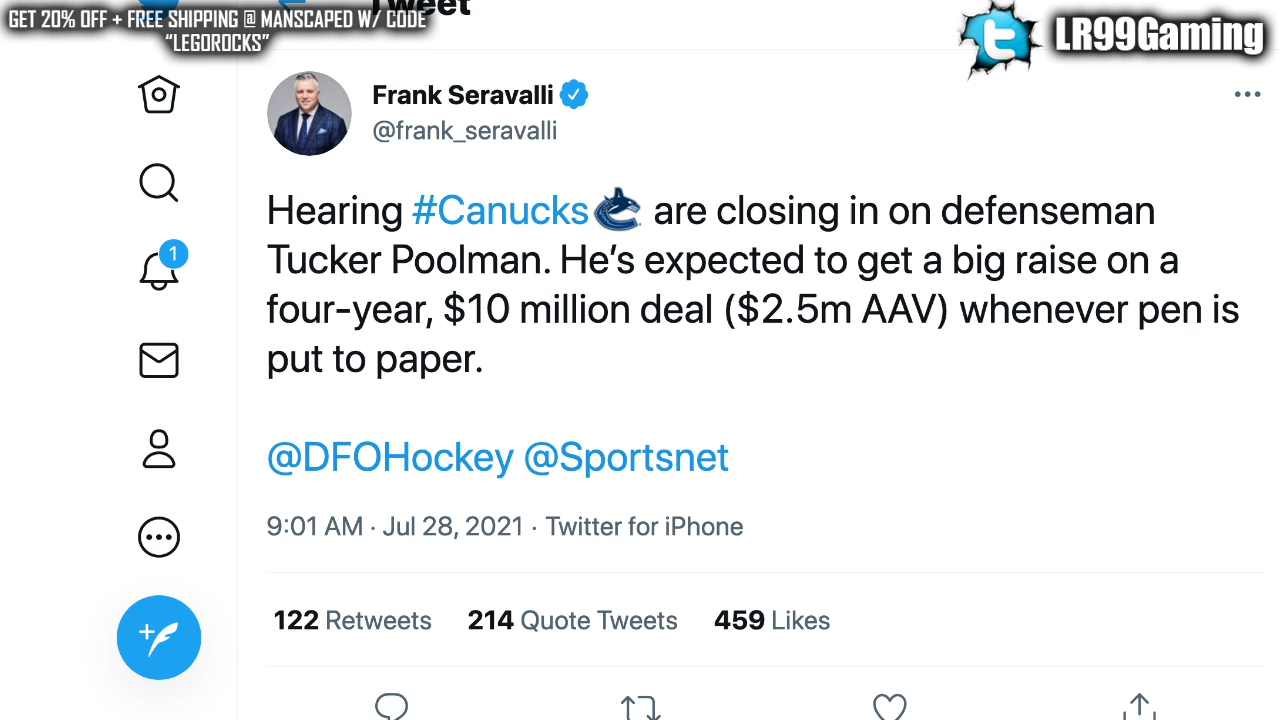 GET 20% OFF + FREE SHIPPING @ MANSCAPED W/ CODE
"LEGOROCKS"
Tweet
LR99Gaming
Frank Seravalli
@frank_seravalli
Hearing #Canucks are closing in on defenseman
Tucker Poolman. He’s expected to get a big raise on a
four-year, $10 million deal ($2.5m AAV) whenever pen is
put to paper.
@DFOHockey @Sportsnet
9:01 AM · Jul 28, 2021 · Twitter for iPhone
122 Retweets 214 Quote Tweets 459 Likes
1